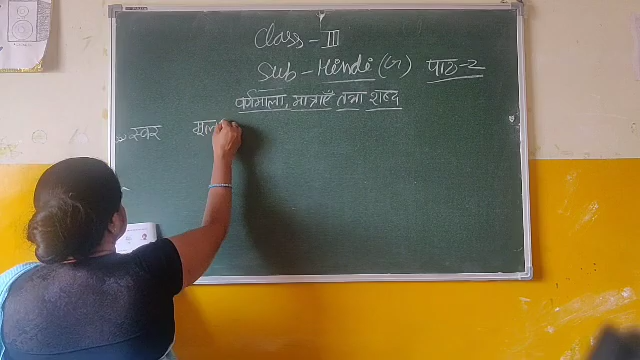 Class - III
Sub - Hindi (G) पाठ-2
वर्णमाला, मात्राएँ तथा शब्द
स्वर मूल